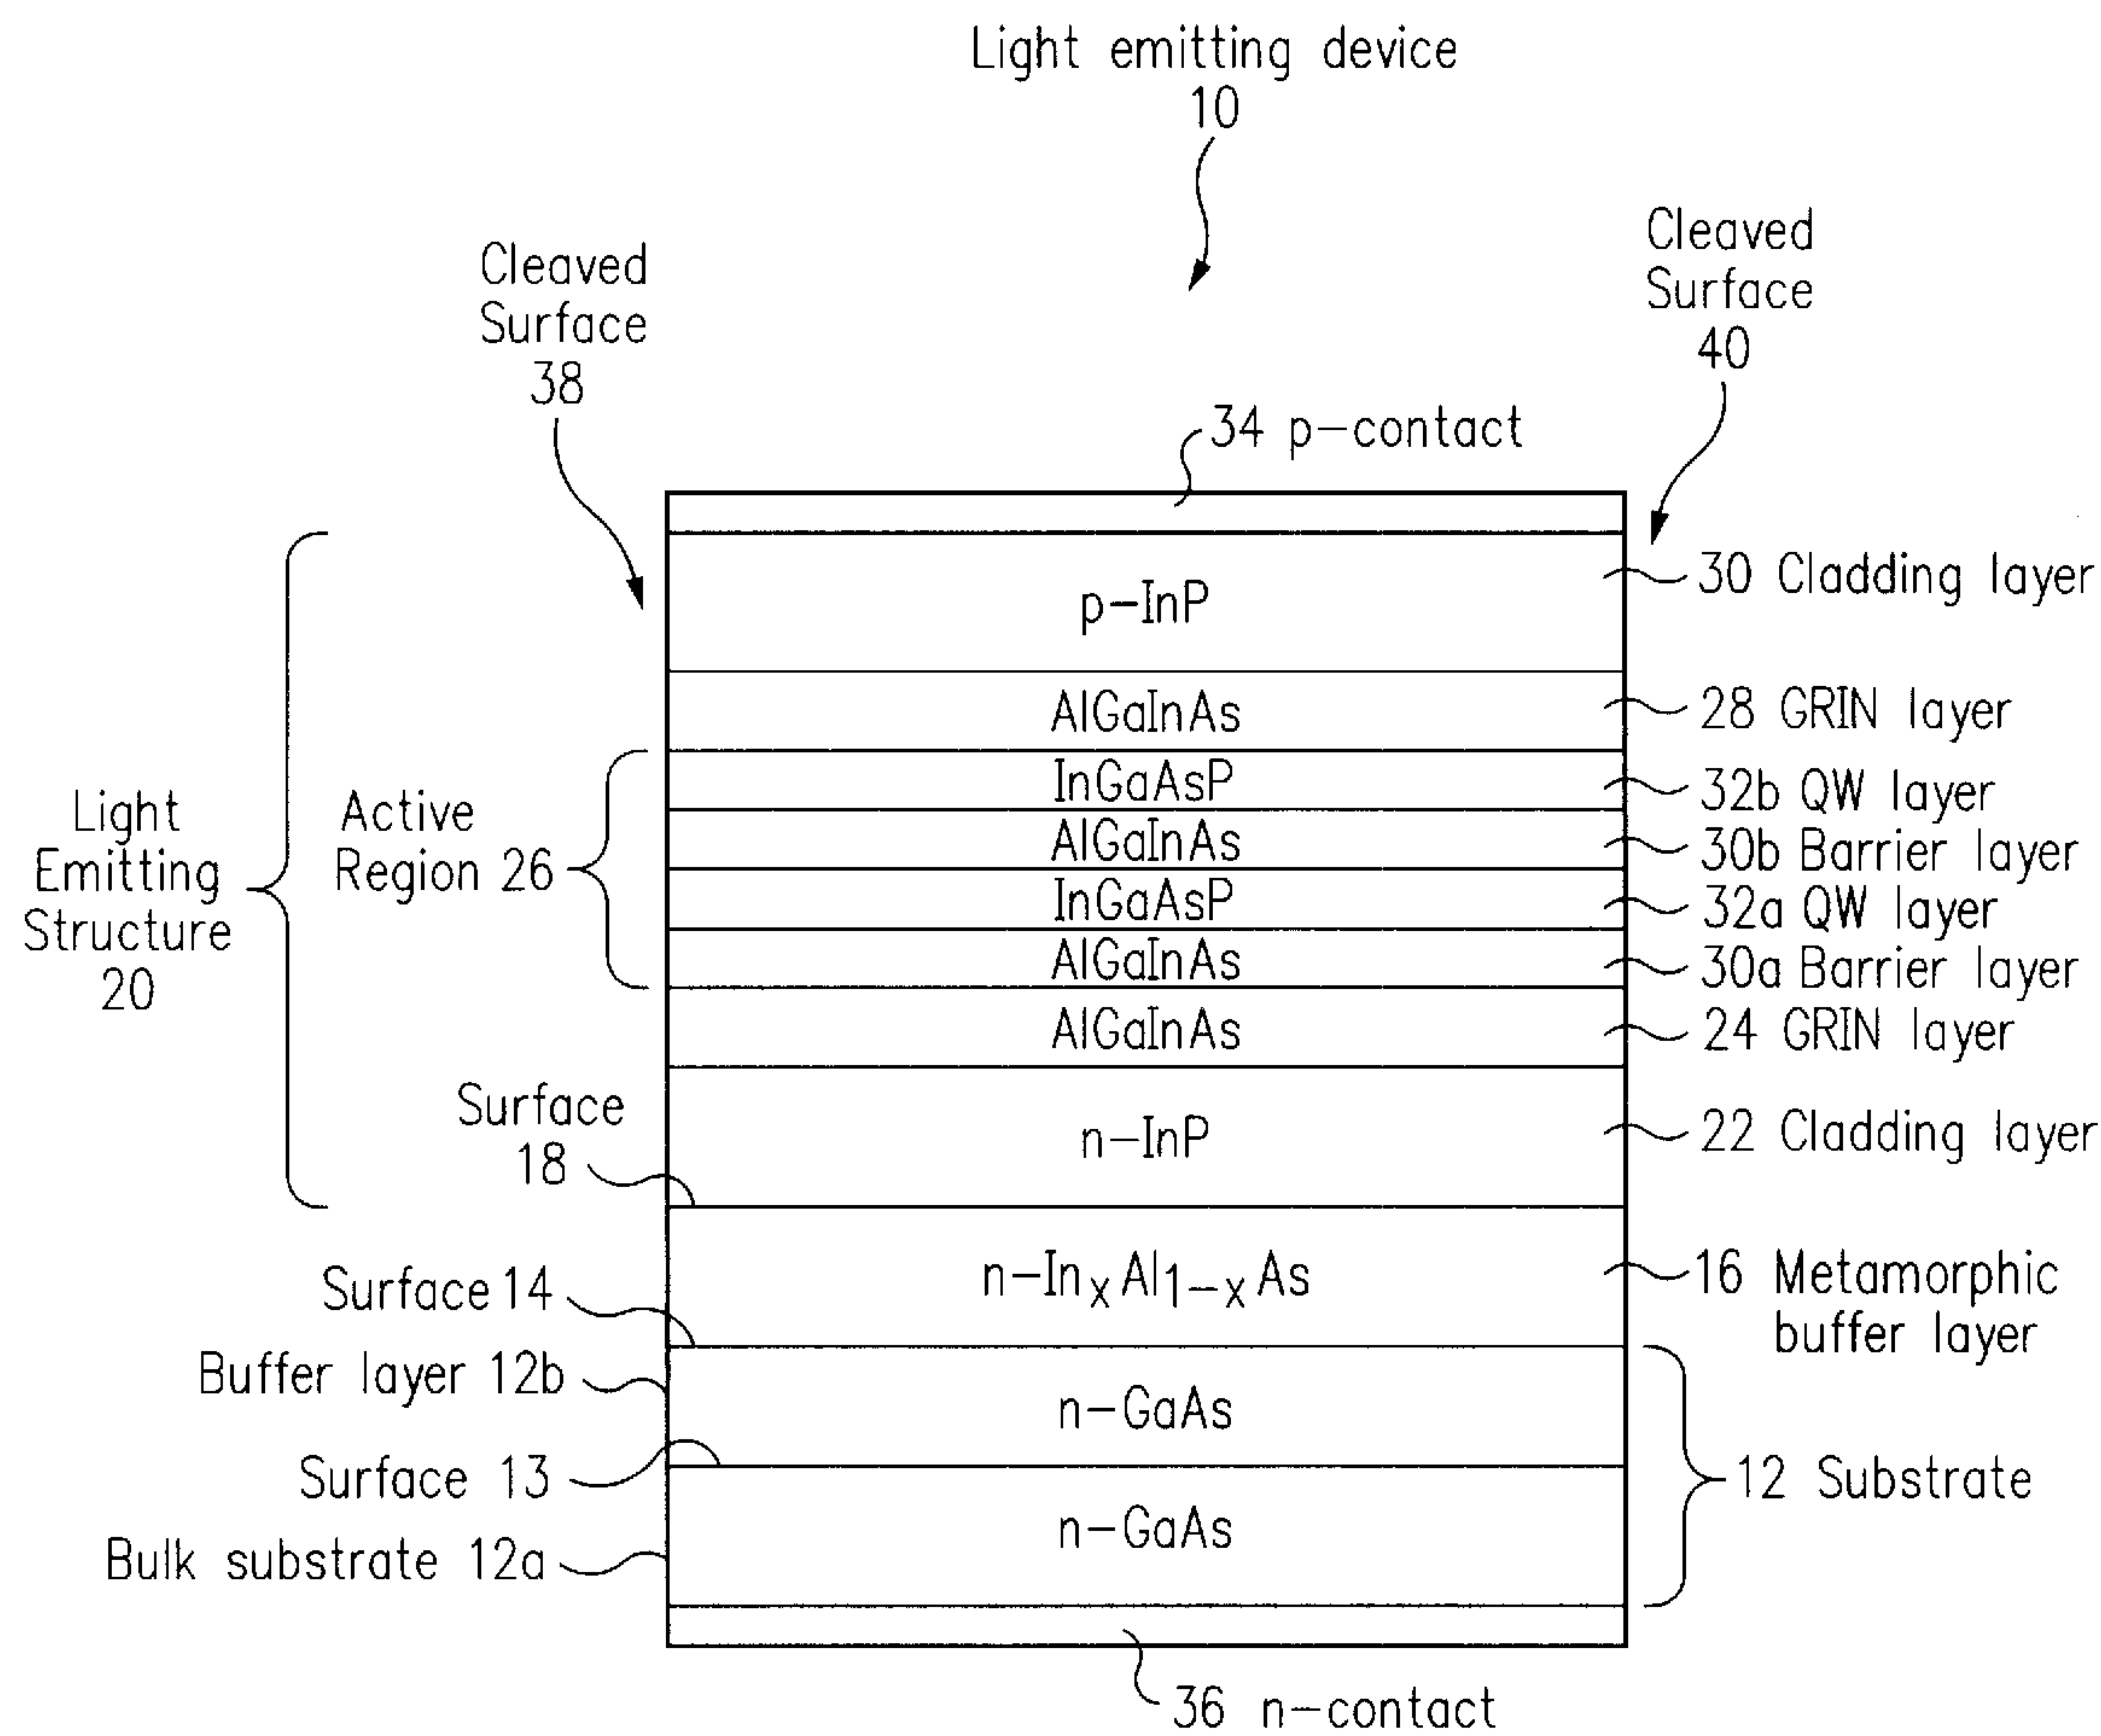 Light emitting device
10
Cleaved
Surface
38
Cleaved
Surface
40
34 p-contact
p-InP
30 Cladding layer
AlGaInAs
28 GRIN layer
InGaAsP
32b QW layer
AlGaInAs
30b Barrier layer
InGaAsP
32a QW layer
AlGaInAs
30a Barrier layer
AlGaInAs
24 GRIN layer
Light
Emitting
Structure
20
Active
Region 26
n-InP
22 Cladding layer
Surface
18
n-InxAl1-xAs
16 Metamorphic
buffer layer
Surface 14
Buffer layer 12b
n-GaAs
Surface 13
12 Substrate
n-GaAs
Bulk substrate 12a
36 n-contact